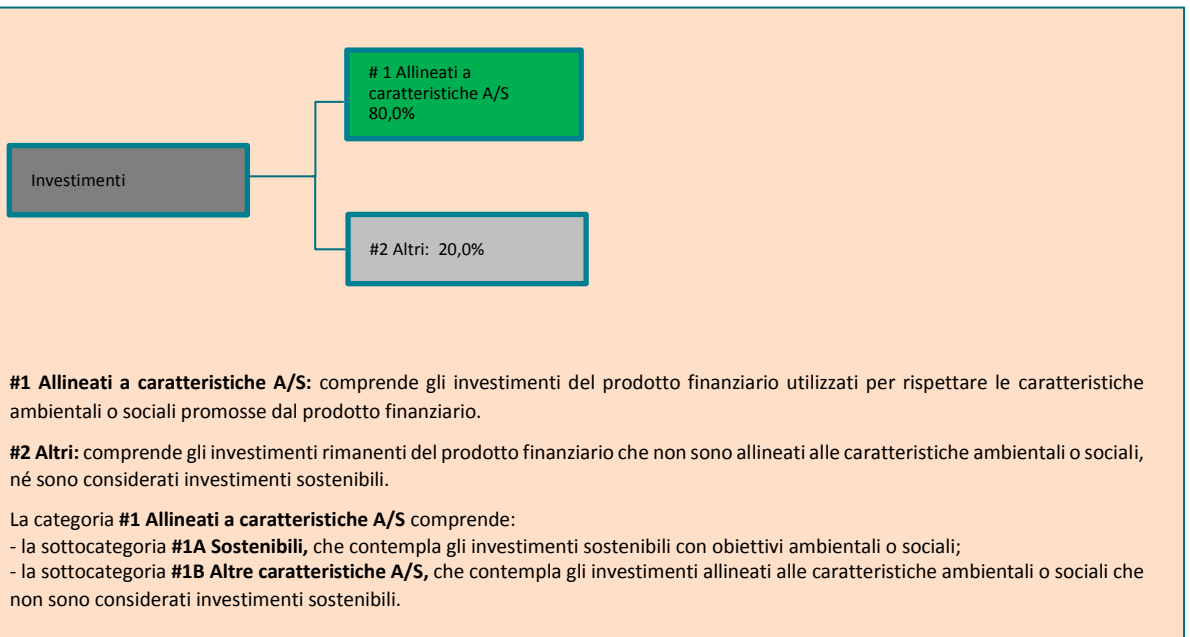 # 1 Allineati a
caratteristiche A/S
80,0%
Investimenti
#2 Altri: 20,0%
#1 Allineati a caratteristiche A/S: comprende gli investimenti del prodotto finanziario utilizzati per rispettare le caratteristiche
ambientali o sociali promosse dal prodotto finanziario.
#2 Altri: comprende gli investimenti rimanenti del prodotto finanziario che non sono allineati alle caratteristiche ambientali o sociali,
né sono considerati investimenti sostenibili.
La categoria #1 Allineati a caratteristiche A/S comprende:
- la sottocategoria #1A Sostenibili, che contempla gli investimenti sostenibili con obiettivi ambientali o sociali;
- la sottocategoria #1B Altre caratteristiche A/S, che contempla gli investimenti allineati alle caratteristiche ambientali o sociali che
non sono considerati investimenti sostenibili.